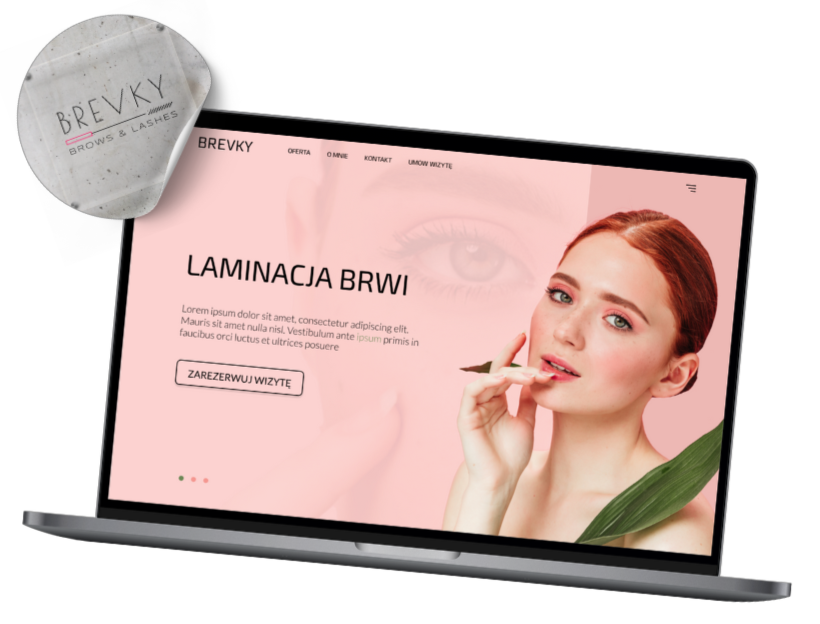 BREVKY
BROWS & LASHES
BREVKY
OFERTA O MNIE KONTAKT UMÓW WIZYTĘ
LAMINACJA BRWI
Lorem ipsum dolor sit amet, consectetur adipiscing elit.
Mauris sit amet nulla nisl. Vestibulum ante ipsum primis in
faucibus orci luctus et ultrices posuere
ZAREZERWUJ WIZYTĘ